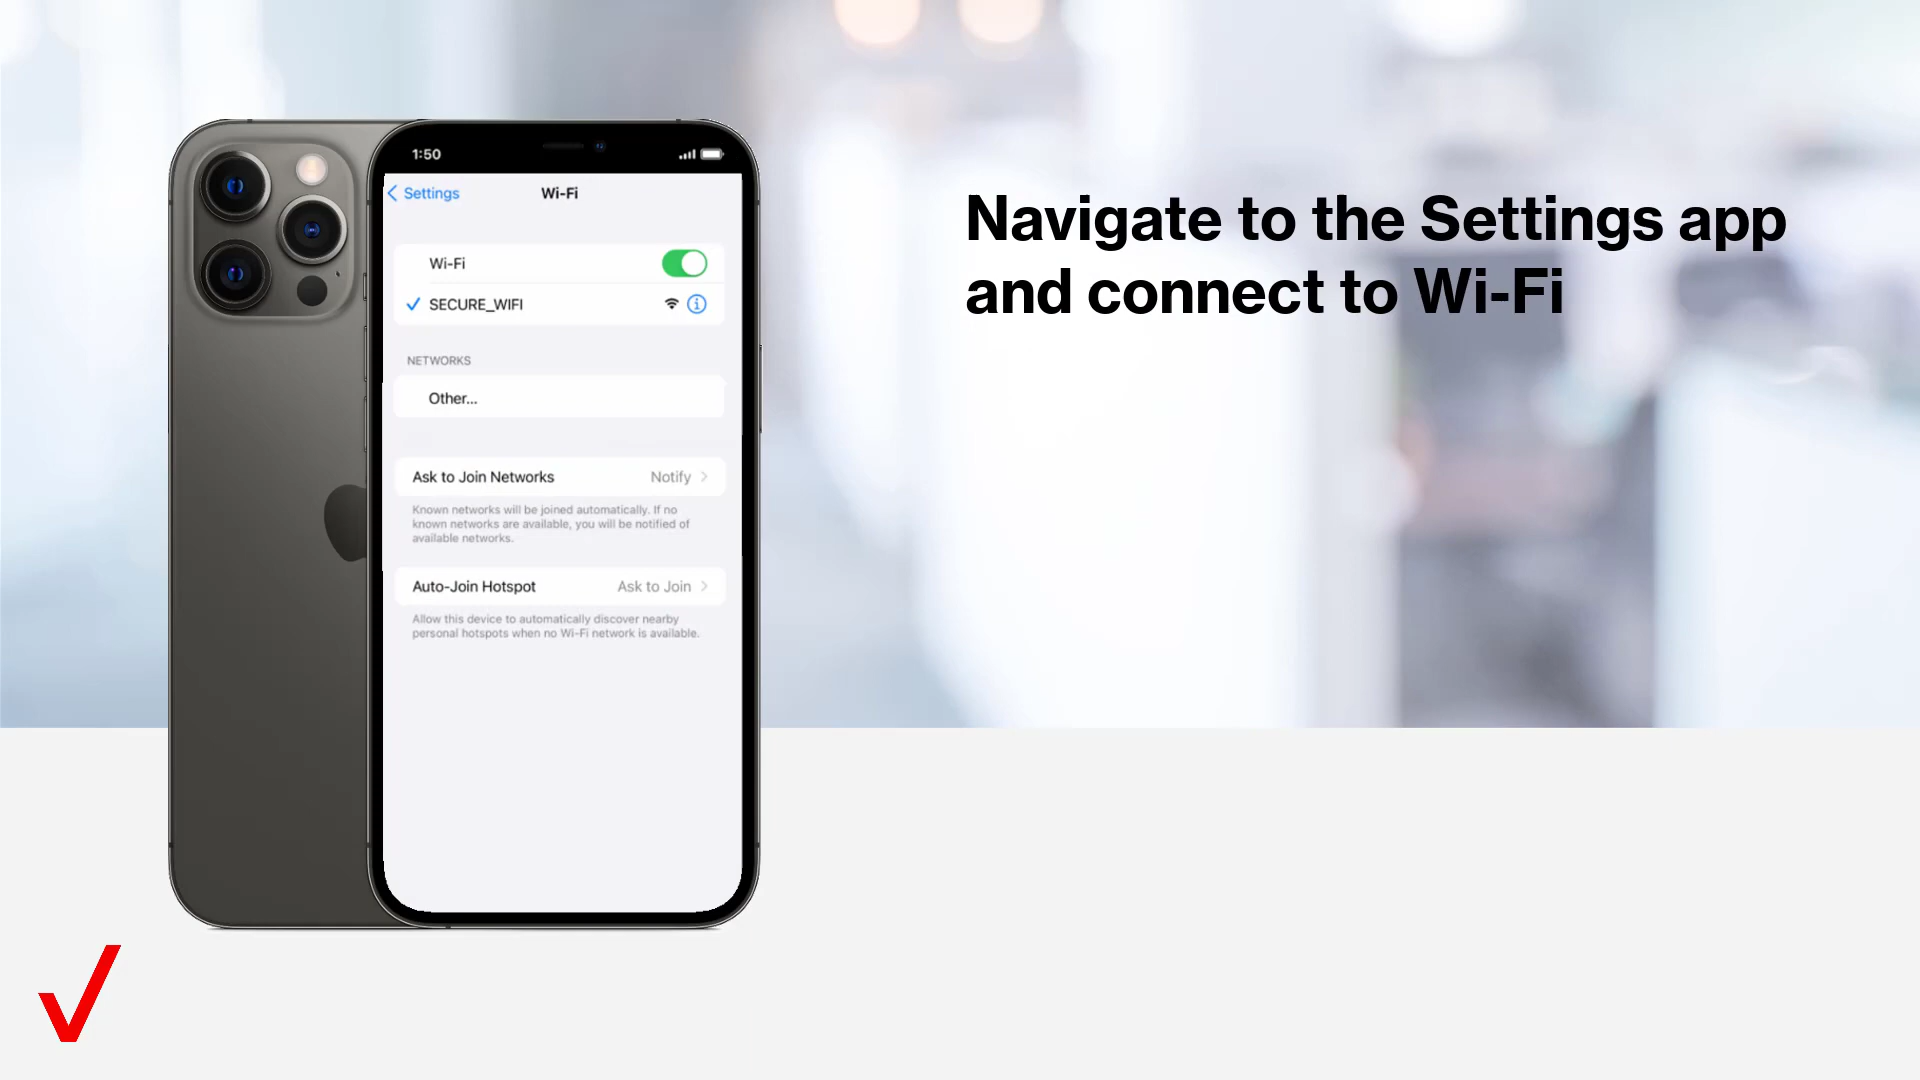 1:50
Settings
Wi-Fi
Navigate to the Settings app
and connect to Wi-Fi
Wi-Fi
SECURE_WIFI
NETWORKS
Other...
Ask to Join Networks Notify
Known networks will be joined automatically. If no
known networks are available, you will be notified of
available networks.
Auto-Join Hotspot Ask to Join
Allow this device to automatically discover nearby
personal hotspots when no Wi-Fi network is available.